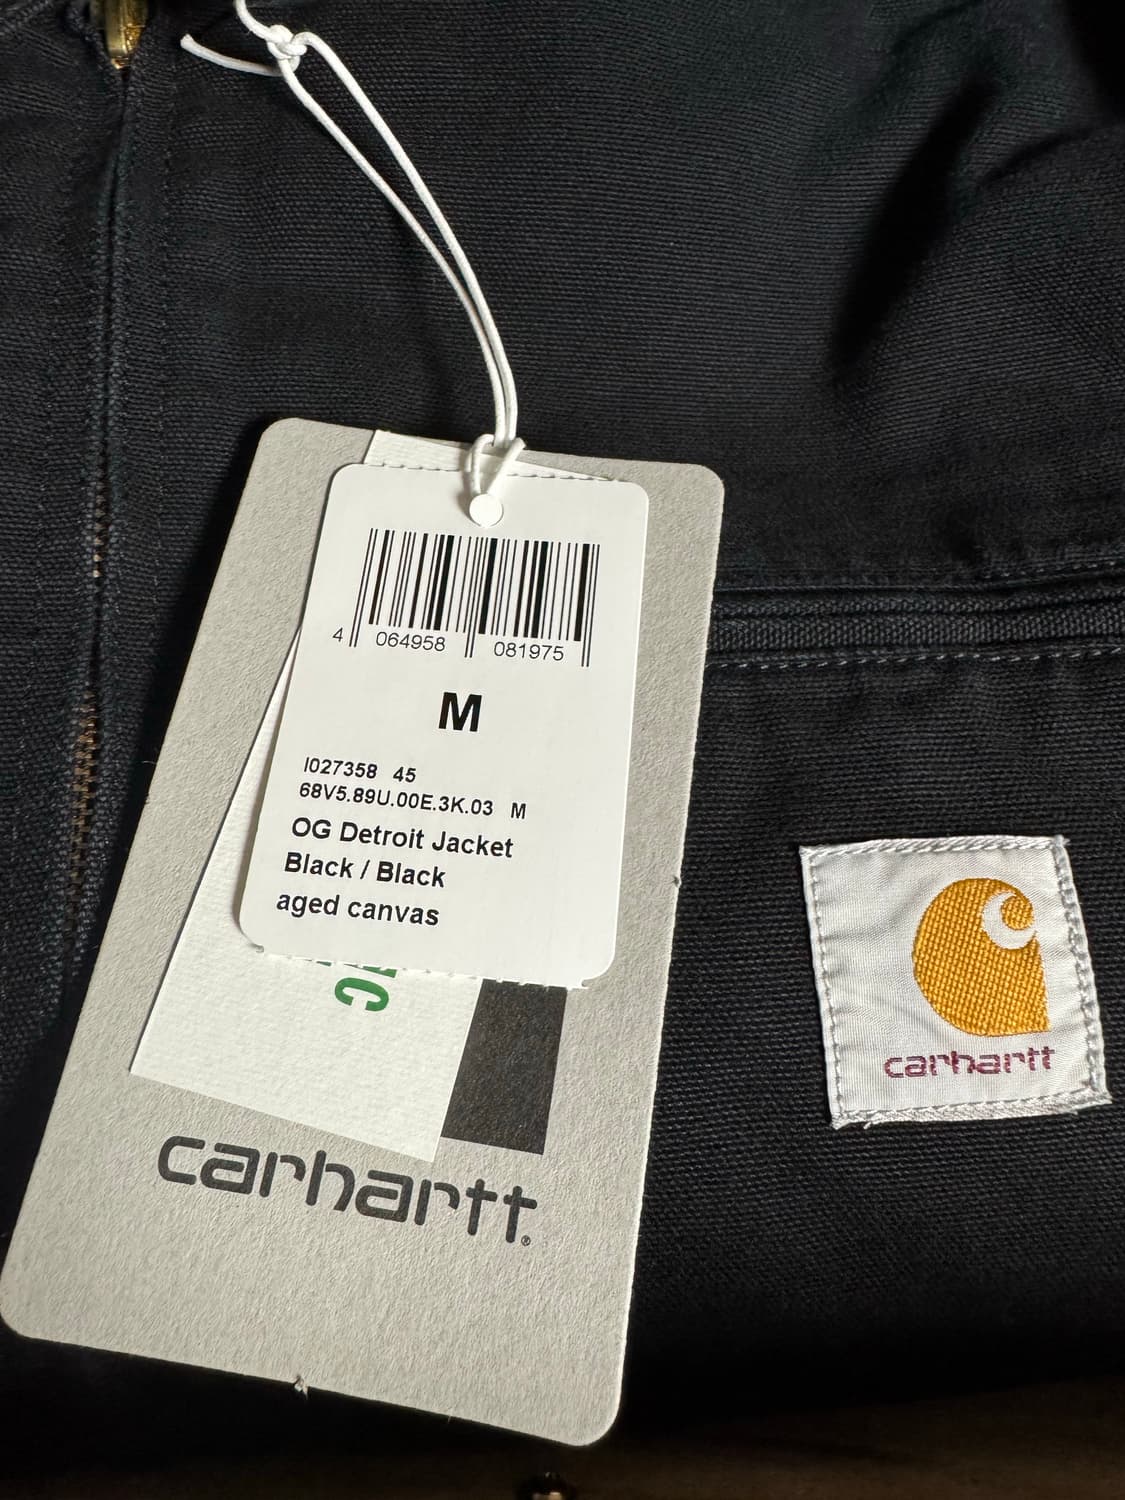 4 064958 081975
M
I027358 45
68V5.89U.00E.3K.03 M
OG Detroit Jacket
Black / Black
aged canvas
carhartt®
carhartt